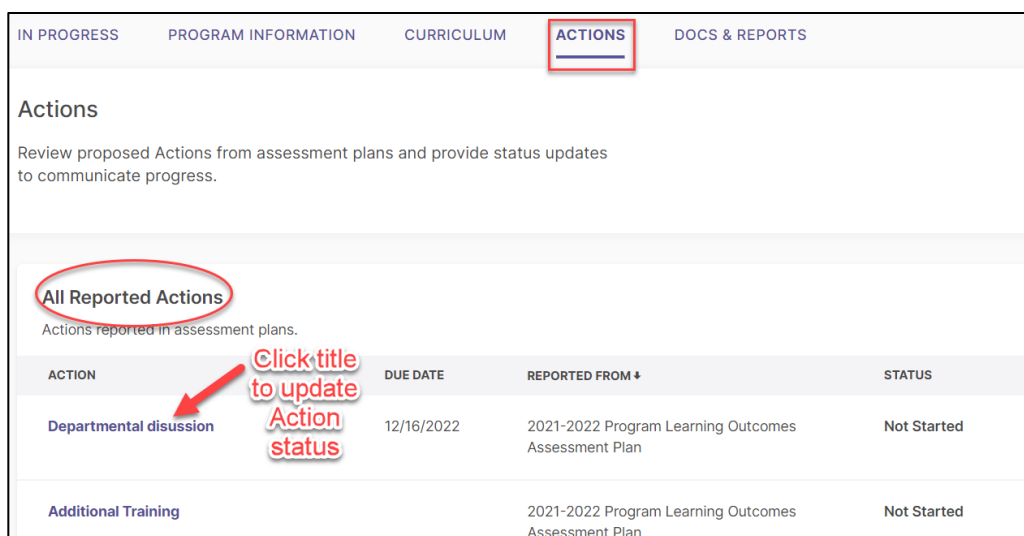 IN PROGRESS PROGRAM INFORMATION CURRICULUM ACTIONS DOCS & REPORTS
Actions
Review proposed Actions from assessment plans and provide status updates
to communicate progress.
All Reported Actions
Actions reported in assessment plans.
Click title
to update
Action
status
ACTION DUE DATE REPORTED FROM STATUS
Departmental disussion 12/16/2022 2021-2022 Program Learning Outcomes Not Started
Assessment Plan
Additional Training 2021-2022 Program Learning Outcomes Not Started
Assessment Plan